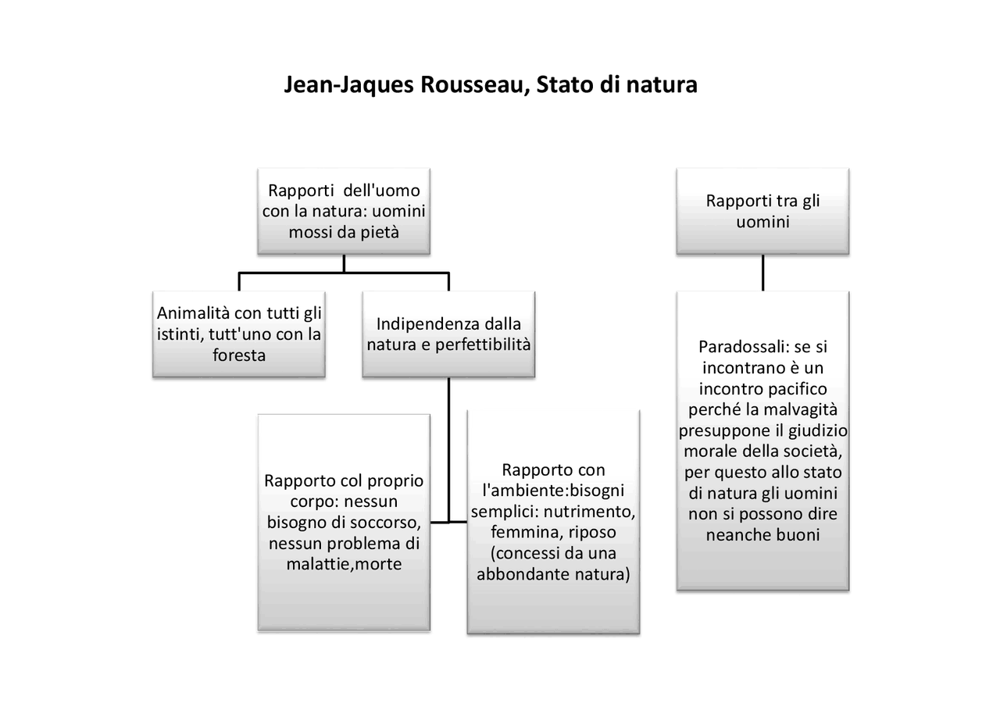 Jean-Jaques Rousseau, Stato di natura
Rapporti  dell'uomo
con la natura: uomini
mossi da pietà
Rapporti tra gli
uomini
Animalità con tutti gli
istinti, tutt'uno con la
foresta
Indipendenza dalla
natura e perfettibilità
Rapporto col proprio
corpo: nessun
bisogno di soccorso,
nessun problema di
malattie,morte
Rapporto con
l'ambiente:bisogni
semplici: nutrimento,
femmina, riposo
(concessi da una
abbondante natura)
Paradossali: se si
incontrano è un
incontro pacifico
perché la malvagità
presuppone il giudizio
morale della società,
per questo allo stato
di natura gli uomini
non si possono dire
neanche buoni